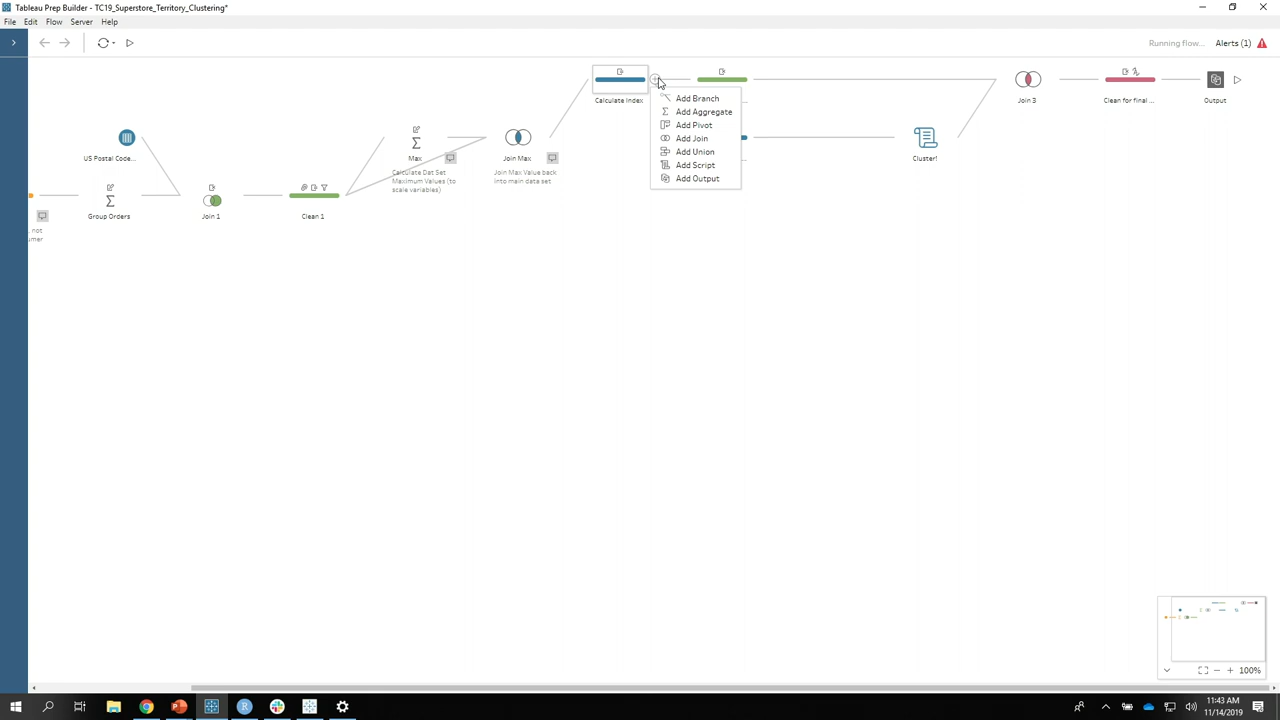 Tableau Prep Builder - TC19_Superstore_Territory_Clustering*
File Edit Flow Server Help
Running flow...
Alerts (1)
Calculate Index
Add Branch
Add Aggregate
Add Pivot
Add Join
Add Union
Add Script
Add Output
Join 3
Clean for final ...
Output
US Postal Code...
Max
Calculate Dat Set
Maximum Values (to
scale variables)
Join Max
Join Max Value back
into main data set
Cluster!
, not
umer
Group Orders
Join 1
Clean 1
100%
11:43 AM
11/14/2019